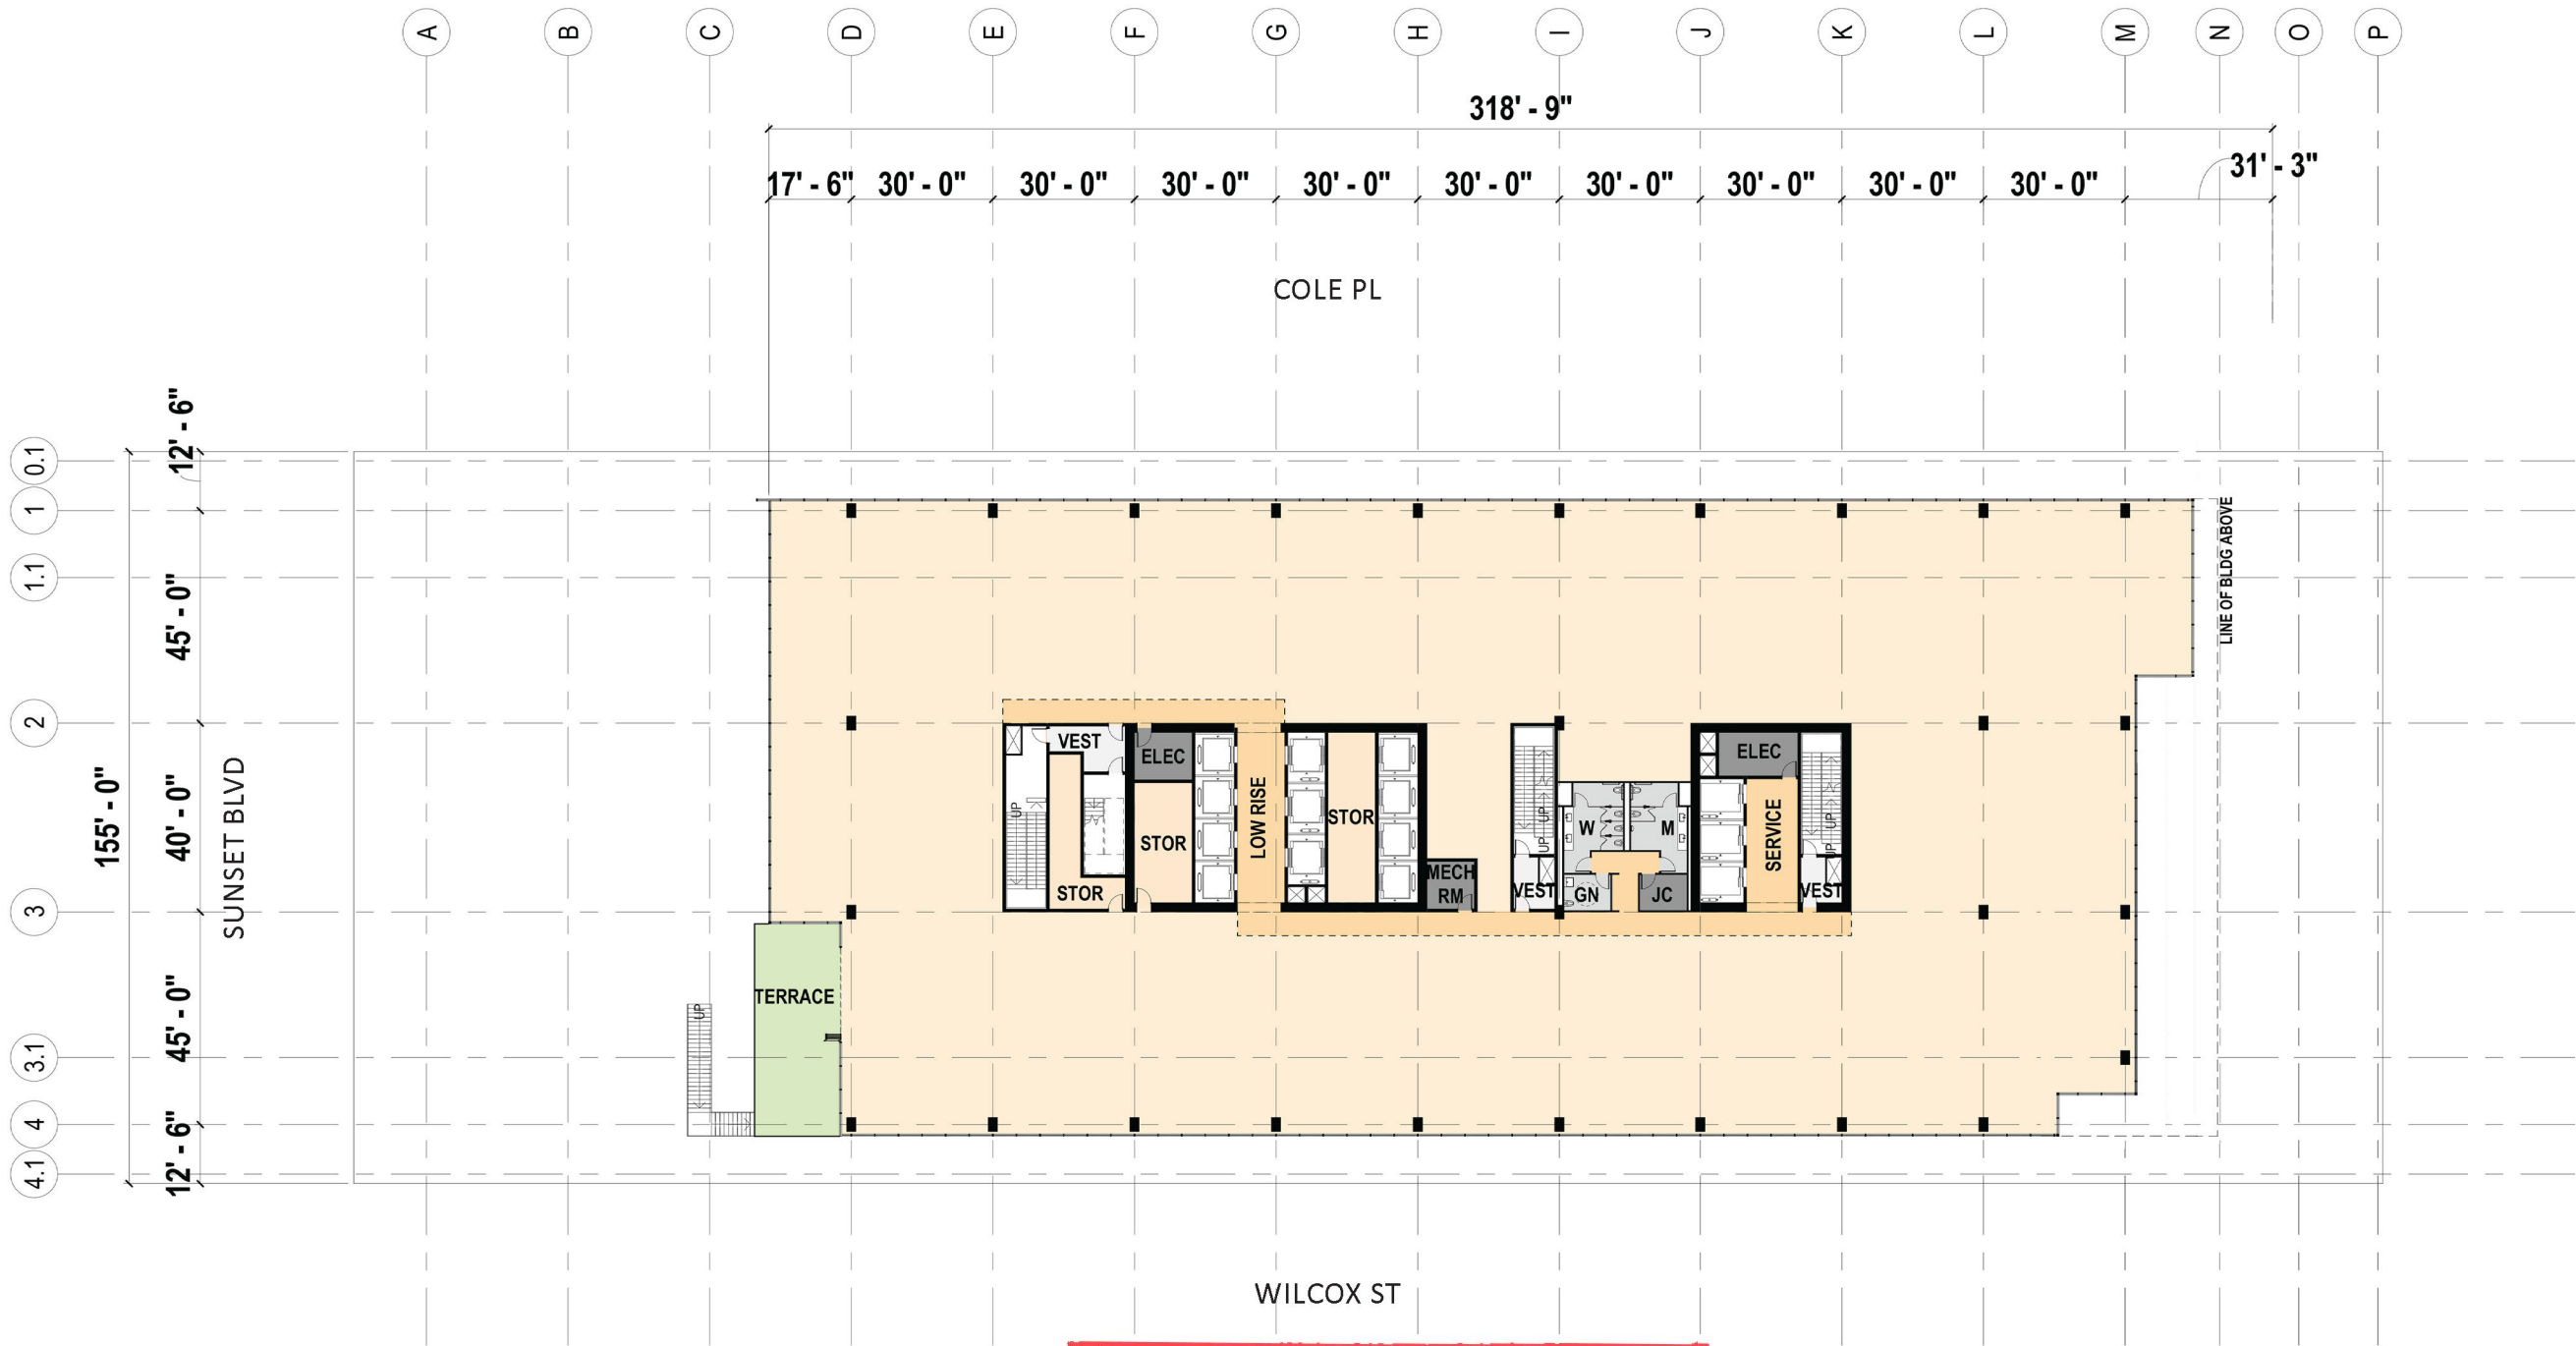 A B C D E F G H I J K L M N O P
318' - 9"
17' - 6" 30' - 0" 30' - 0" 30' - 0" 30' - 0" 30' - 0" 30' - 0" 30' - 0" 30' - 0" 30' - 0" 31' - 3"
COLE PL
0.1
1
1.1
2
3
3.1
4
4.1
155' - 0"
12' - 6"
45' - 0"
40' - 0"
45' - 0"
12' - 6"
SUNSET BLVD
LINE OF BLDG ABOVE
VEST
ELEC
UP
STOR
STOR
LOW RISE
STOR
MECH
RM
UP
UP
VEST
W
M
GN
JC
ELEC
SERVICE
UP
UP
VEST
TERRACE
UP
WILCOX ST